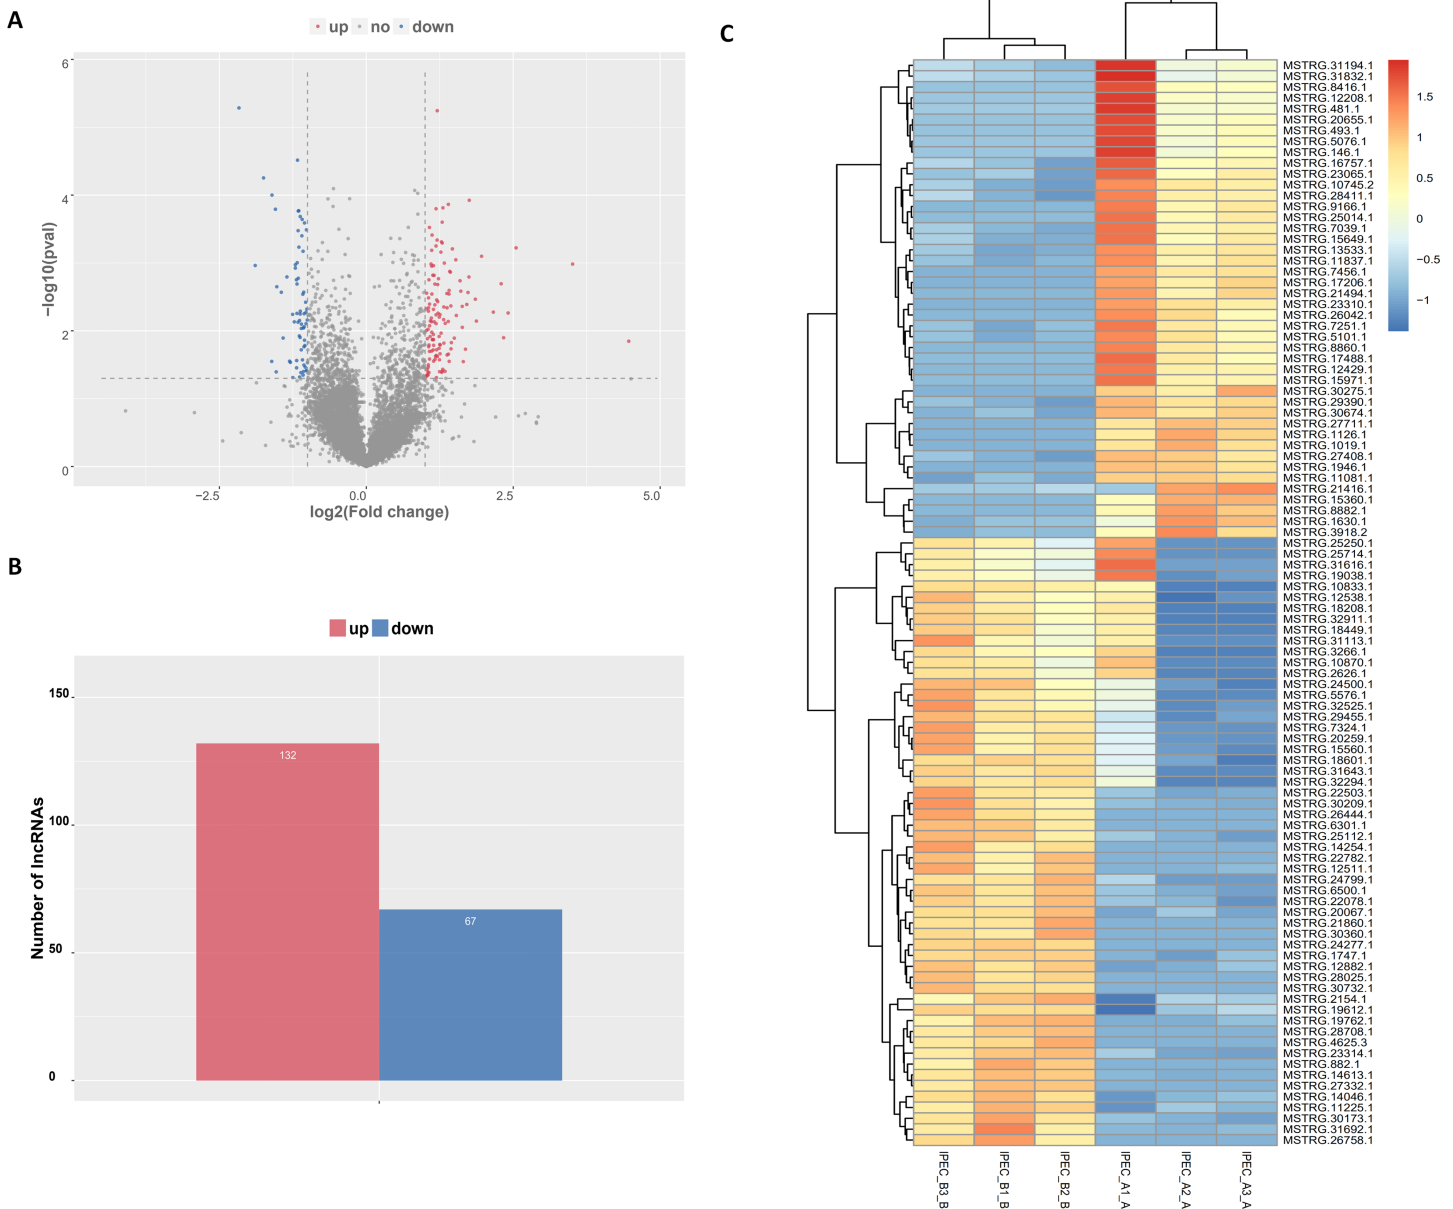 A
up no down
6
4
2
0
−log10(pval)
−2.5 0.0 2.5 5.0
log2(Fold change)
B
up down
150
100
50
0
Number of lncRNAs
132
67
C
MSTRG.31194.1
MSTRG.31832.1
MSTRG.8416.1
MSTRG.12208.1
MSTRG.481.1
MSTRG.20655.1
MSTRG.493.1
MSTRG.5076.1
MSTRG.146.1
MSTRG.16757.1
MSTRG.23065.1
MSTRG.10745.2
MSTRG.28411.1
MSTRG.9166.1
MSTRG.25014.1
MSTRG.7039.1
MSTRG.15649.1
MSTRG.13533.1
MSTRG.11837.1
MSTRG.7456.1
MSTRG.17206.1
MSTRG.21494.1
MSTRG.23310.1
MSTRG.26042.1
MSTRG.7251.1
MSTRG.5101.1
MSTRG.8860.1
MSTRG.17488.1
MSTRG.12429.1
MSTRG.15971.1
MSTRG.30275.1
MSTRG.29390.1
MSTRG.30674.1
MSTRG.27711.1
MSTRG.1126.1
MSTRG.1019.1
MSTRG.27408.1
MSTRG.1946.1
MSTRG.11081.1
MSTRG.21416.1
MSTRG.15360.1
MSTRG.8882.1
MSTRG.1630.1
MSTRG.3918.2
MSTRG.25250.1
MSTRG.25714.1
MSTRG.31616.1
MSTRG.19038.1
MSTRG.10833.1
MSTRG.12538.1
MSTRG.18208.1
MSTRG.32911.1
MSTRG.18449.1
MSTRG.31113.1
MSTRG.3266.1
MSTRG.10870.1
MSTRG.2626.1
MSTRG.24500.1
MSTRG.5576.1
MSTRG.32525.1
MSTRG.29455.1
MSTRG.7324.1
MSTRG.20259.1
MSTRG.15560.1
MSTRG.18601.1
MSTRG.31643.1
MSTRG.32294.1
MSTRG.22503.1
MSTRG.30209.1
MSTRG.26444.1
MSTRG.6301.1
MSTRG.25112.1
MSTRG.14254.1
MSTRG.22782.1
MSTRG.12511.1
MSTRG.24799.1
MSTRG.6500.1
MSTRG.22078.1
MSTRG.20067.1
MSTRG.21860.1
MSTRG.30360.1
MSTRG.24277.1
MSTRG.1747.1
MSTRG.12882.1
MSTRG.28025.1
MSTRG.30732.1
MSTRG.2154.1
MSTRG.19612.1
MSTRG.19762.1
MSTRG.28708.1
MSTRG.4625.3
MSTRG.23314.1
MSTRG.882.1
MSTRG.14613.1
MSTRG.27332.1
MSTRG.14046.1
MSTRG.11225.1
MSTRG.30173.1
MSTRG.31692.1
MSTRG.26758.1
1.5
1
0.5
0
−0.5
−1
IPEC_B3_B
IPEC_B1_B
IPEC_B2_B
IPEC_A1_A
IPEC_A2_A
IPEC_A3_A